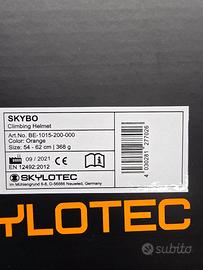 SKYBO
Climbing Helmet
Art.No. BE-1015-200-000
Color: Orange
Size: 54 - 62 cm | 368 g
09 / 2021
EN 12492:2012
4 030281 277026
SKYLOTEC
Im Mühlengrund 6-8, D-56566 Neuwied, Germany
YLOTEC
subito